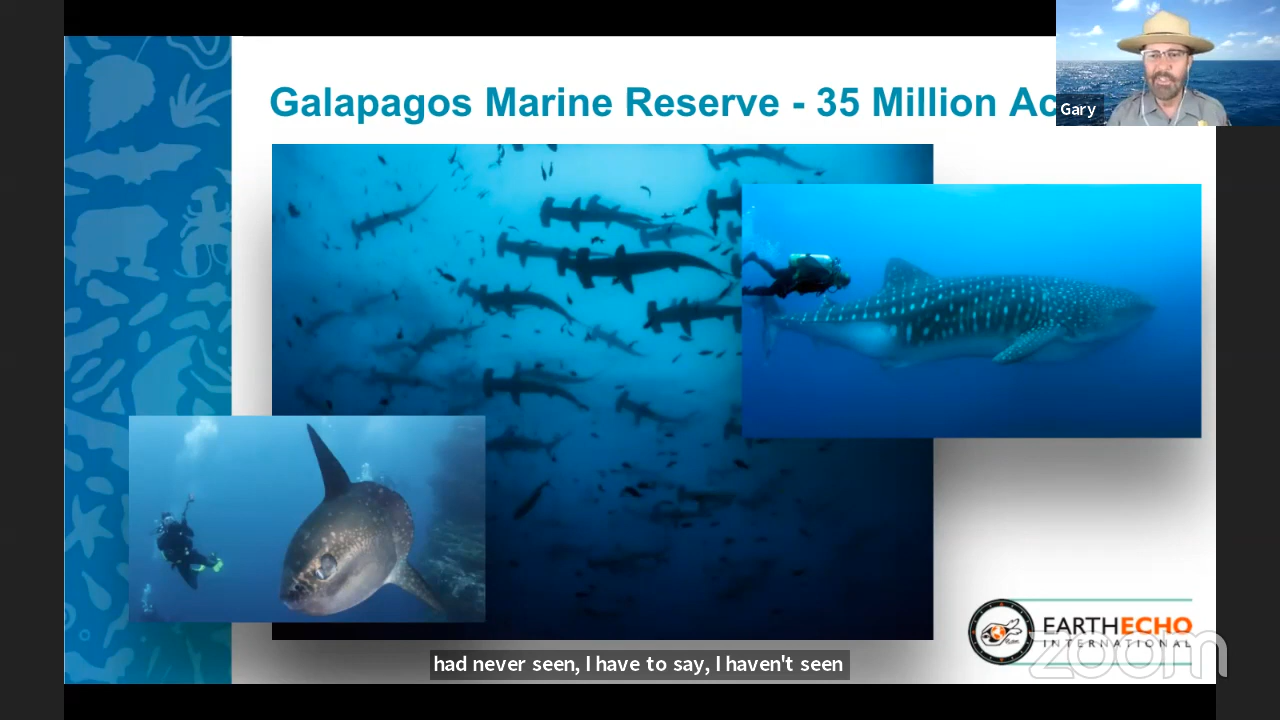 Galapagos Marine Reserve - 35 Million Ac
Gary
EARTHECHO
INTERNATIONAL
zoom
had never seen, I have to say, I haven't seen